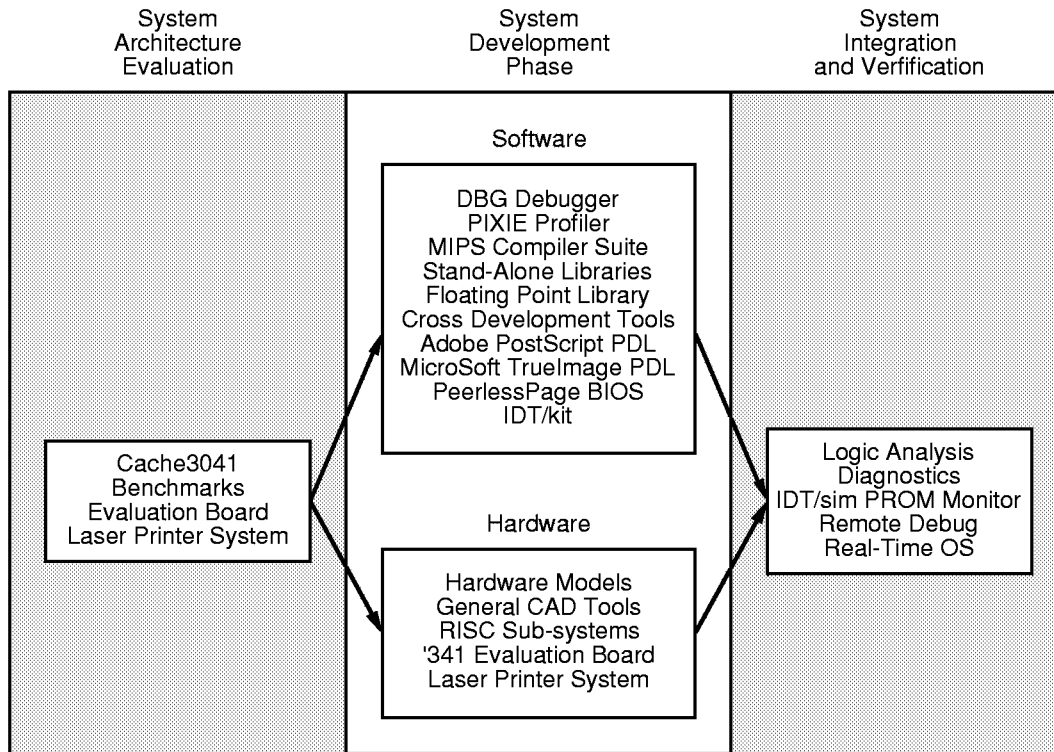 System
Architecture
Evaluation
System
Development
Phase
System
Integration
and Verfification
Software
DBG Debugger
PIXIE Profiler
MIPS Compiler Suite
Stand-Alone Libraries
Floating Point Library
Cross Development Tools
Adobe PostScript PDL
MicroSoft TrueImage PDL
PeerlessPage BIOS
IDT/kit
Cache3041
Benchmarks
Evaluation Board
Laser Printer System
Hardware
Hardware Models
General CAD Tools
RISC Sub-systems
'341 Evaluation Board
Laser Printer System
Logic Analysis
Diagnostics
IDT/sim PROM Monitor
Remote Debug
Real-Time OS